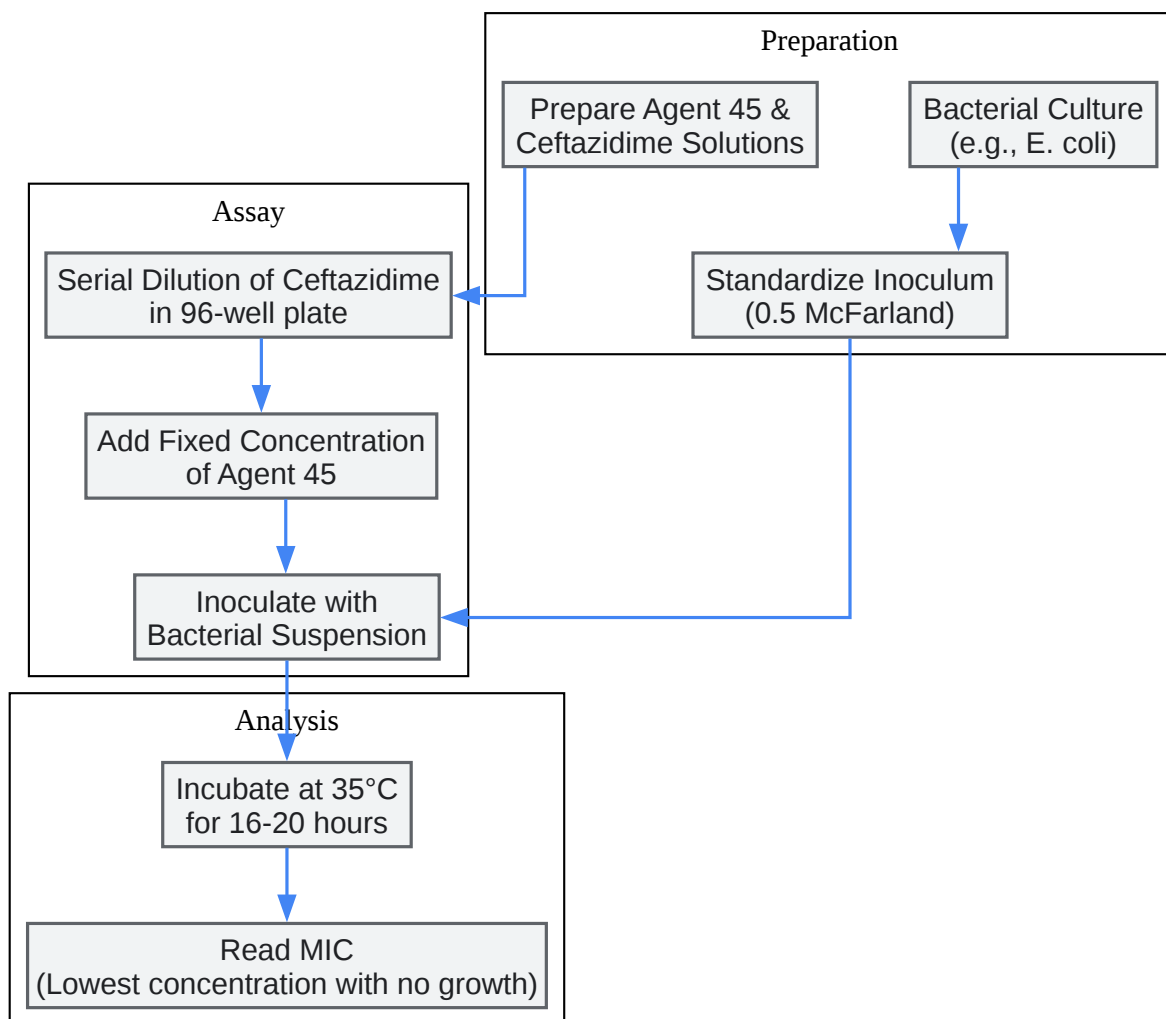 Preparation
Prepare Agent 45 &
Ceftazidime Solutions
Bacterial Culture
(e.g., E. coli)
Standardize Inoculum
(0.5 McFarland)
Assay
Serial Dilution of Ceftazidime
in 96-well plate
Add Fixed Concentration
of Agent 45
Inoculate with
Bacterial Suspension
Analysis
Incubate at 35°C
for 16-20 hours
Read MIC
(Lowest concentration with no growth)